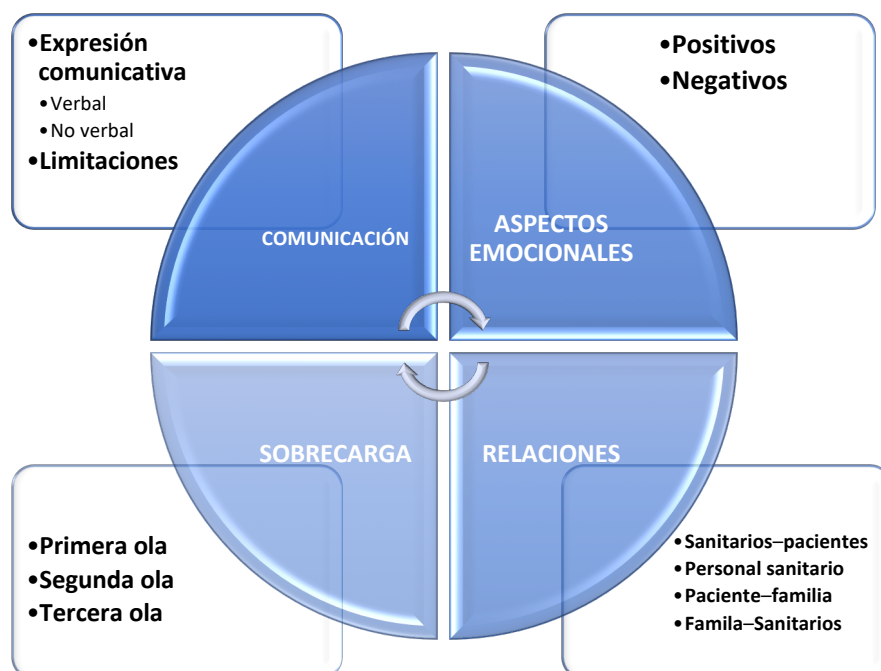 •Expresión
comunicativa
•Verbal
•No verbal
•Limitaciones
•Positivos
•Negativos
COMUNICACIÓN
ASPECTOS
EMOCIONALES
SOBRECARGA
RELACIONES
•Primera ola
•Segunda ola
•Tercera ola
•Sanitarios–pacientes
•Personal sanitario
•Paciente–familia
•Famila–Sanitarios